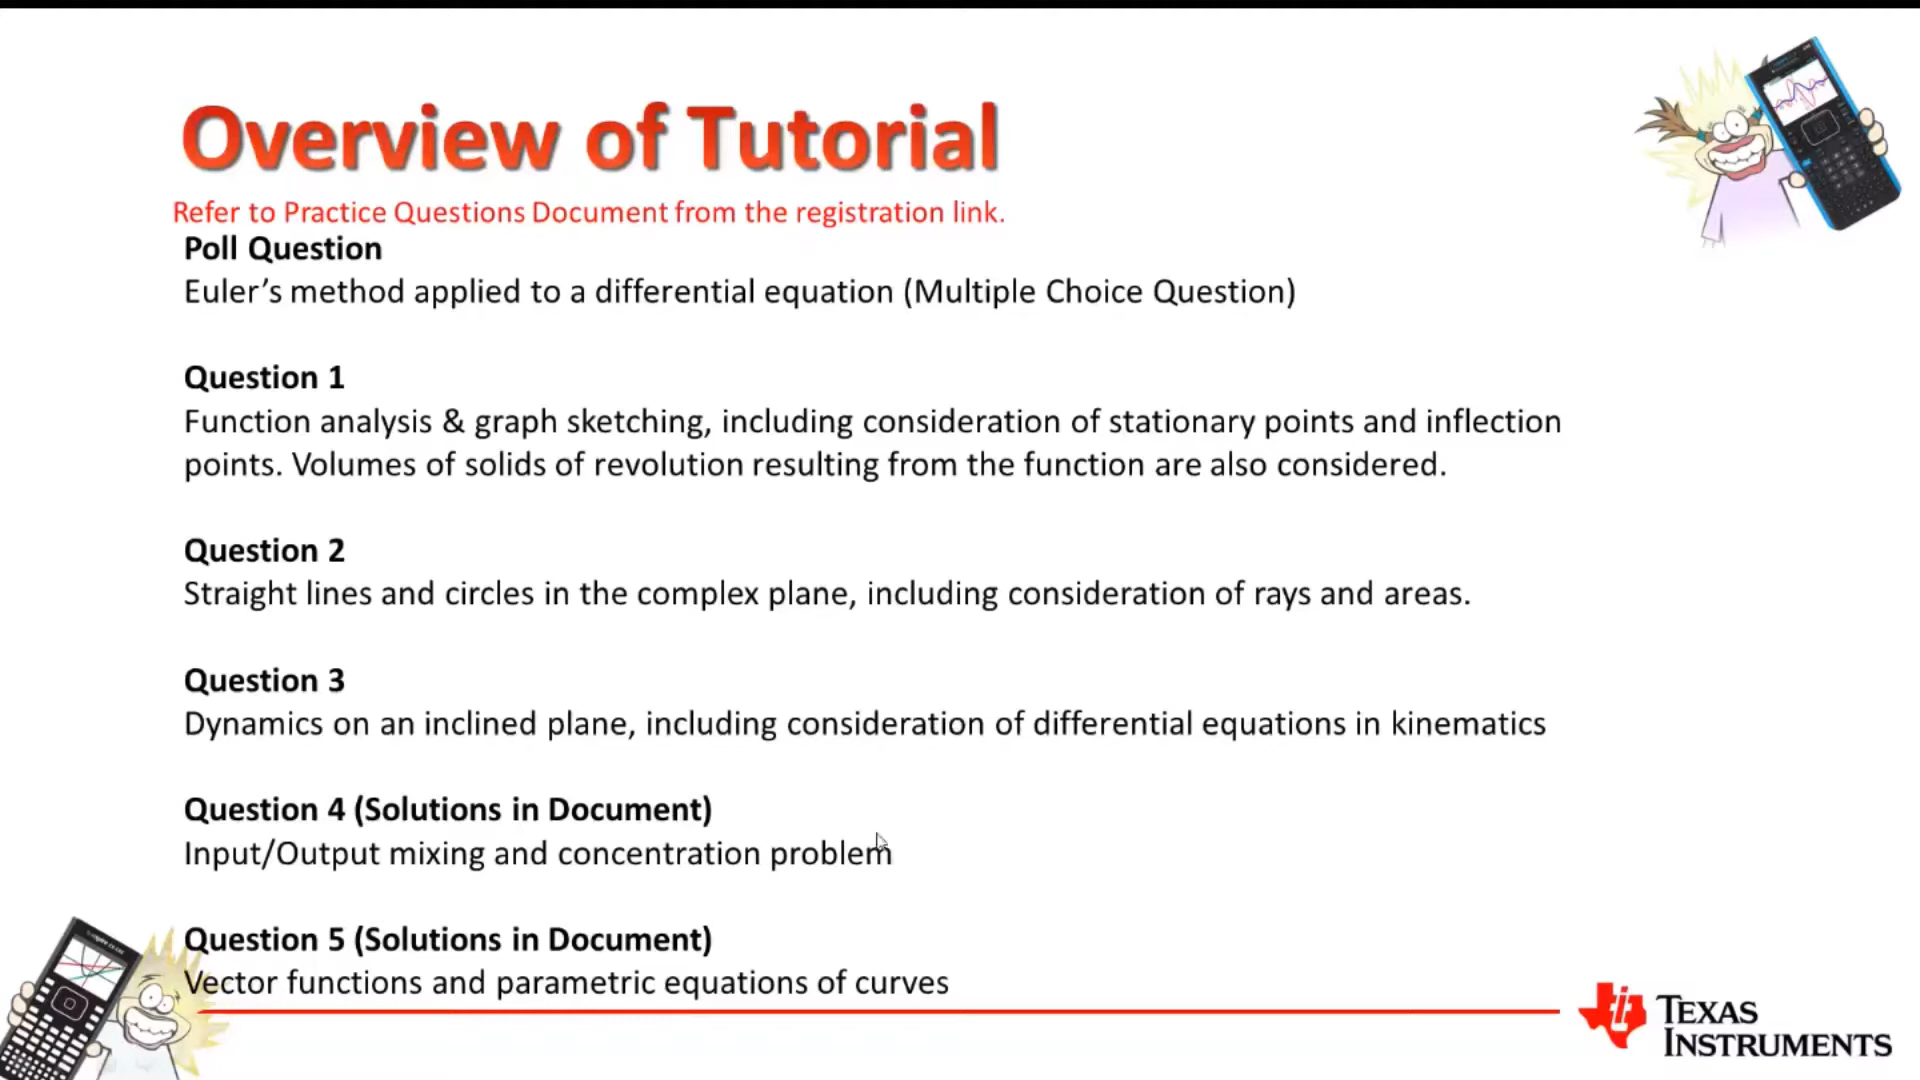 Overview of Tutorial
Refer to Practice Questions Document from the registration link.
Poll Question
Euler’s method applied to a differential equation (Multiple Choice Question)
Question 1
Function analysis & graph sketching, including consideration of stationary points and inflection
points. Volumes of solids of revolution resulting from the function are also considered.
Question 2
Straight lines and circles in the complex plane, including consideration of rays and areas.
Question 3
Dynamics on an inclined plane, including consideration of differential equations in kinematics
Question 4 (Solutions in Document)
Input/Output mixing and concentration problem
Question 5 (Solutions in Document)
Vector functions and parametric equations of curves
TEXAS
INSTRUMENTS